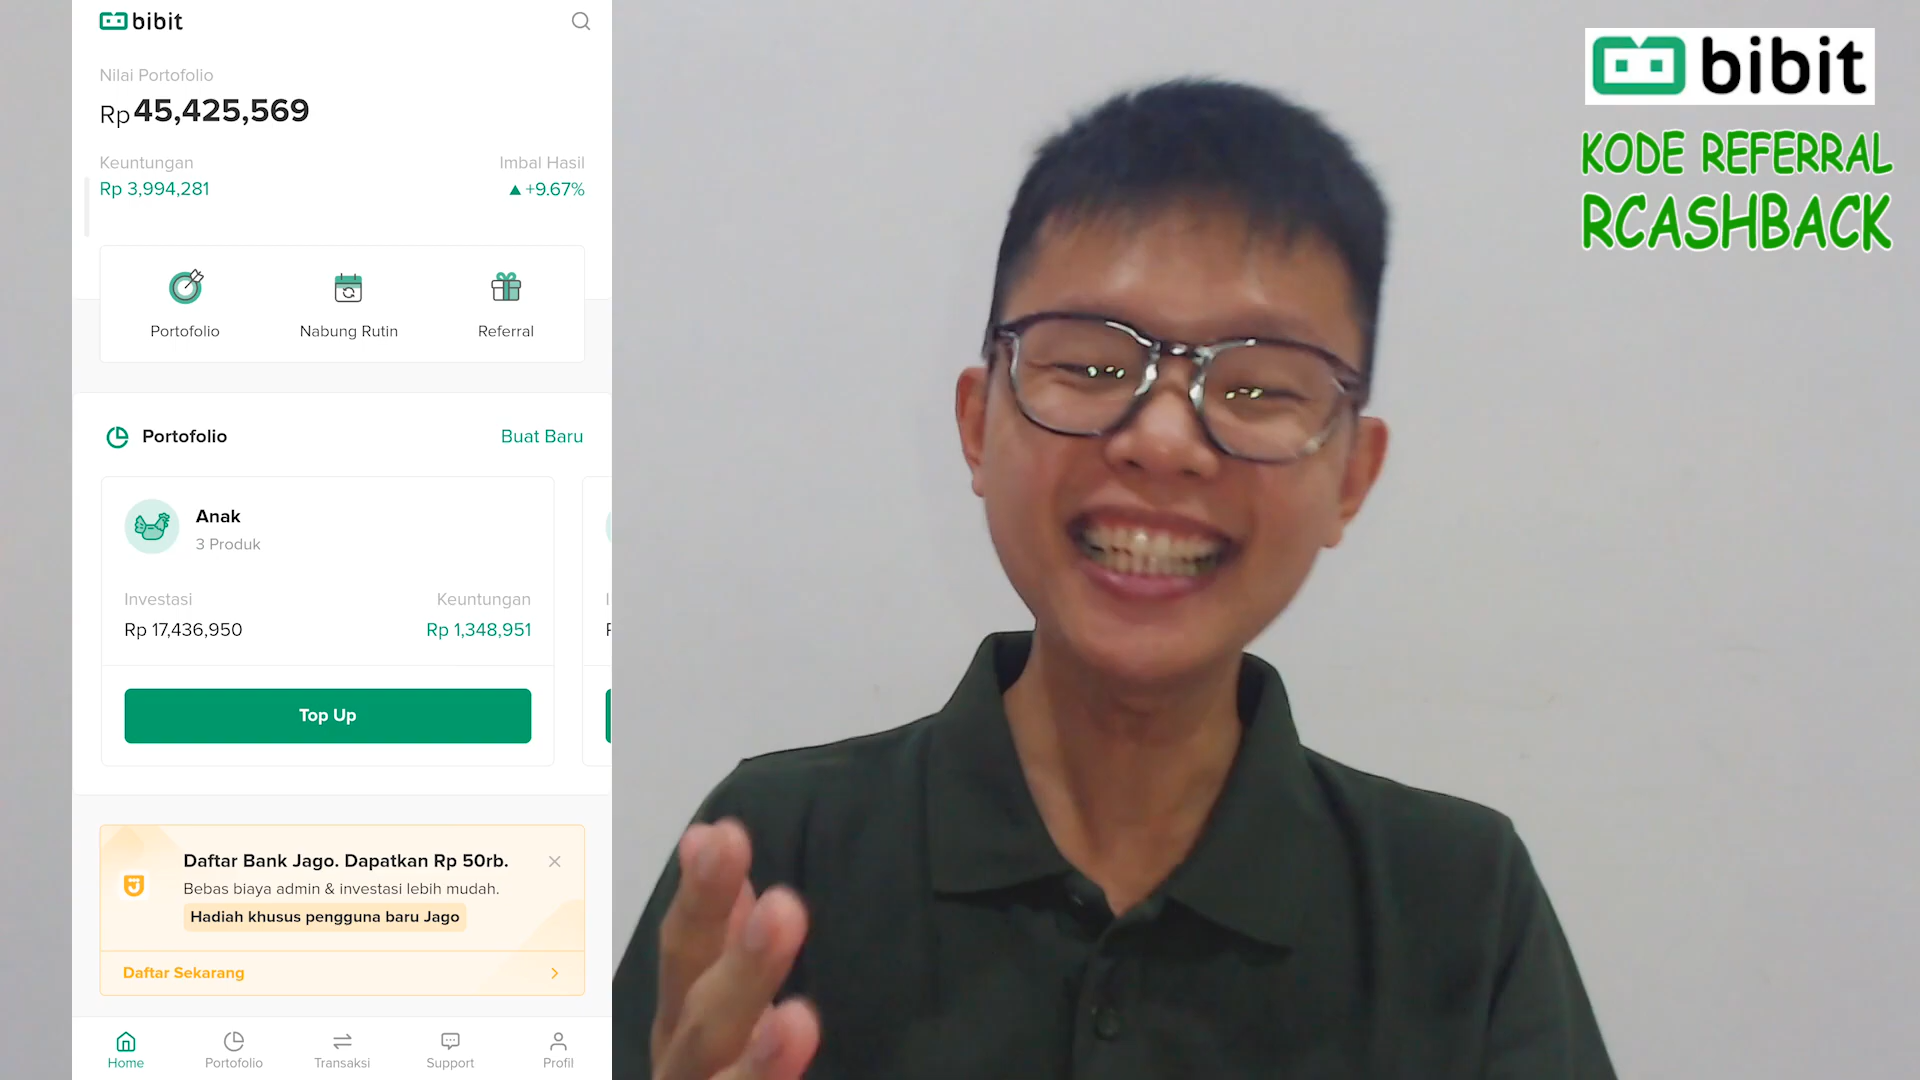 bibit
Nilai Portofolio
Rp 45,425,569
Keuntungan
Imbal Hasil
Rp 3,994,281
▲+9.67%
Portofolio
Nabung Rutin
Referral
Portofolio
Buat Baru
Anak
3 Produk
Investasi
Keuntungan
Rp 17,436,950
Rp 1,348,951
Top Up
Daftar Bank Jago. Dapatkan Rp 50rb.
Bebas biaya admin & investasi lebih mudah.
Hadiah khusus pengguna baru Jago
Daftar Sekarang
Home
Portofolio
Transaksi
Support
Profil
bibit
KODE REFERRAL
RCASHBACK